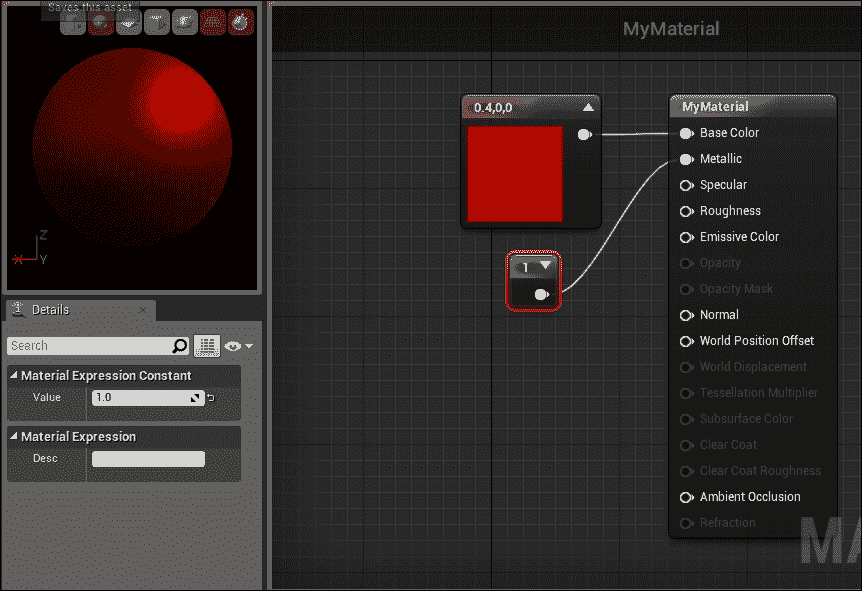 Saves this asset
MyMaterial
0.4,0,0
MyMaterial
Base Color
Metallic
Specular
Roughness
Emissive Color
Opacity
Opacity Mask
Normal
World Position Offset
World Displacement
Tessellation Multiplier
Subsurface Color
Clear Coat
Clear Coat Roughness
Ambient Occlusion
Refraction
1
Z
X Y
Details
Search
Material Expression Constant
Value 1.0
Material Expression
Desc
MA